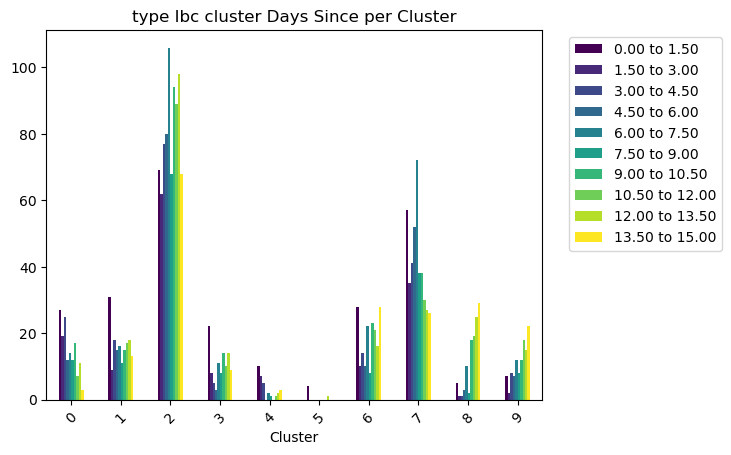 type Ibc cluster Days Since per Cluster
100
80
60
40
20
0
0 1 2 3 4 5 6 7 8 9
Cluster
0.00 to 1.50
1.50 to 3.00
3.00 to 4.50
4.50 to 6.00
6.00 to 7.50
7.50 to 9.00
9.00 to 10.50
10.50 to 12.00
12.00 to 13.50
13.50 to 15.00